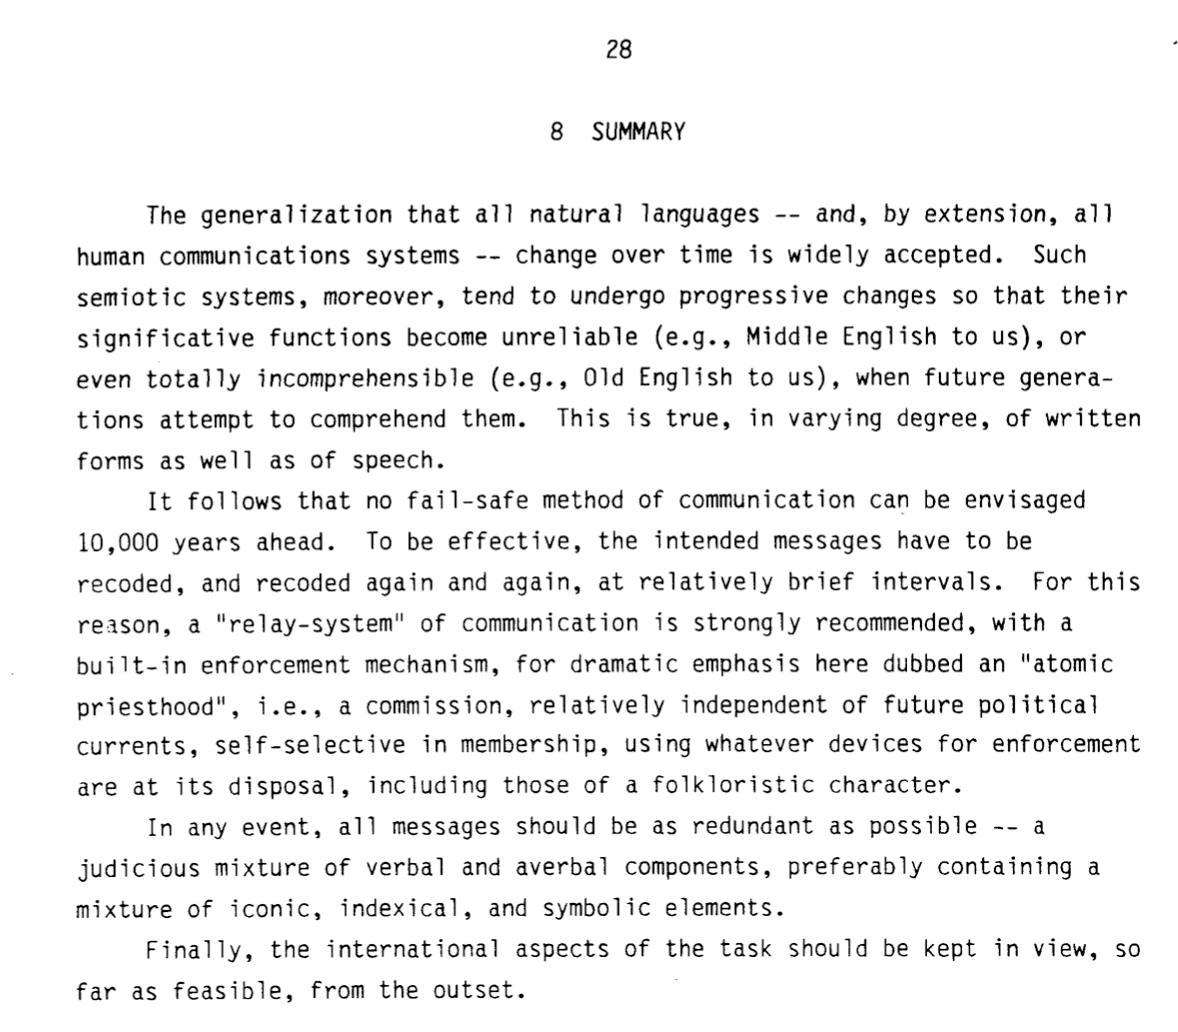 28
8 SUMMARY
The generalization that all natural languages -- and, by extension, all
human communications systems -- change over time is widely accepted. Such
semiotic systems, moreover, tend to undergo progressive changes so that their
significative functions become unreliable (e.g., Middle English to us), or
even totally incomprehensible (e.g., Old English to us), when future genera-
tions attempt to comprehend them. This is true, in varying degree, of written
forms as well as of speech.
It follows that no fail-safe method of communication can be envisaged
10,000 years ahead. To be effective, the intended messages have to be
recoded, and recoded again and again, at relatively brief intervals. For this
reason, a "relay-system" of communication is strongly recommended, with a
built-in enforcement mechanism, for dramatic emphasis here dubbed an "atomic
priesthood", i.e., a commission, relatively independent of future political
currents, self-selective in membership, using whatever devices for enforcement
are at its disposal, including those of a folkloristic character.
In any event, all messages should be as redundant as possible -- a
judicious mixture of verbal and averbal components, preferably containing a
mixture of iconic, indexical, and symbolic elements.
Finally, the international aspects of the task should be kept in view, so
far as feasible, from the outset.